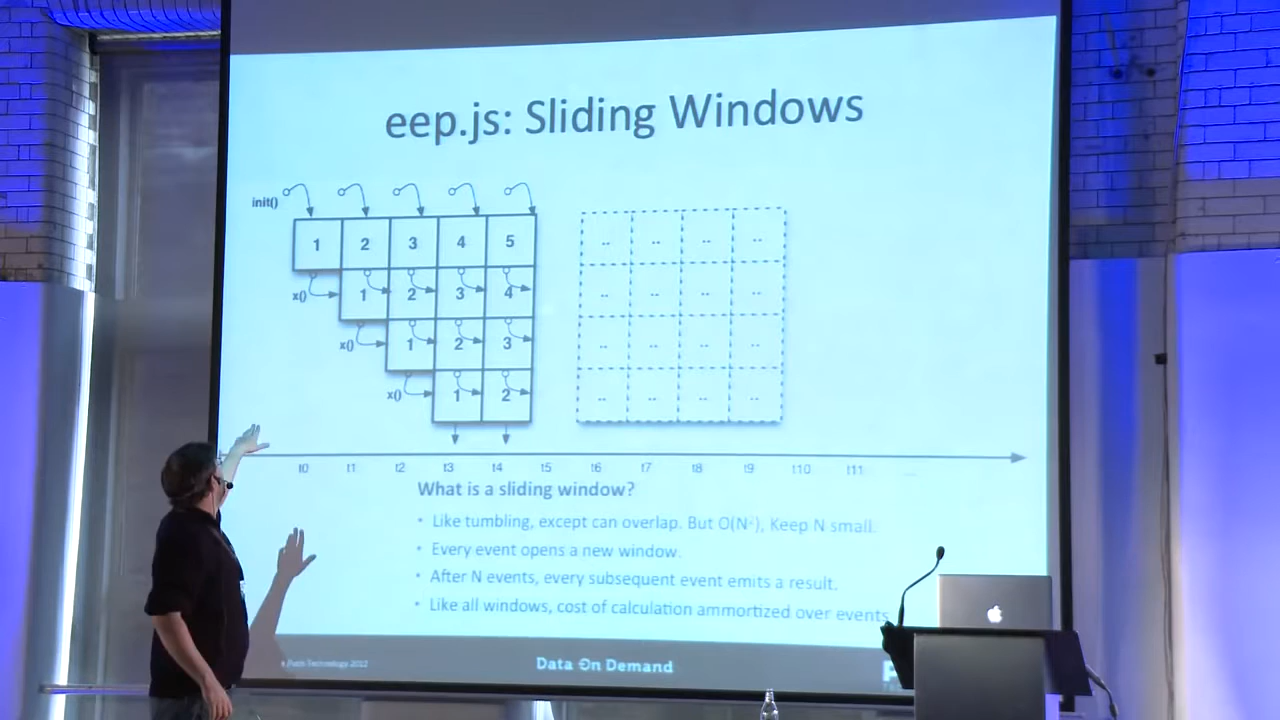 eep.js: Sliding Windows
init()
1 2 3 4 5
x() 1 2 3 4
x() 1 2 3
x() 1 2
.. .. .. ..
.. .. .. ..
.. .. .. ..
.. .. .. ..
t0 t1 t2 t3 t4 t5 t6 t7 t8 t9 t10 t11 ....
What is a sliding window?
• Like tumbling, except can overlap. But O(N²), Keep N small.
• Every event opens a new window.
• After N events, every subsequent event emits a result.
• Like all windows, cost of calculation ammortized over events
Technology 2012
Data On Demand